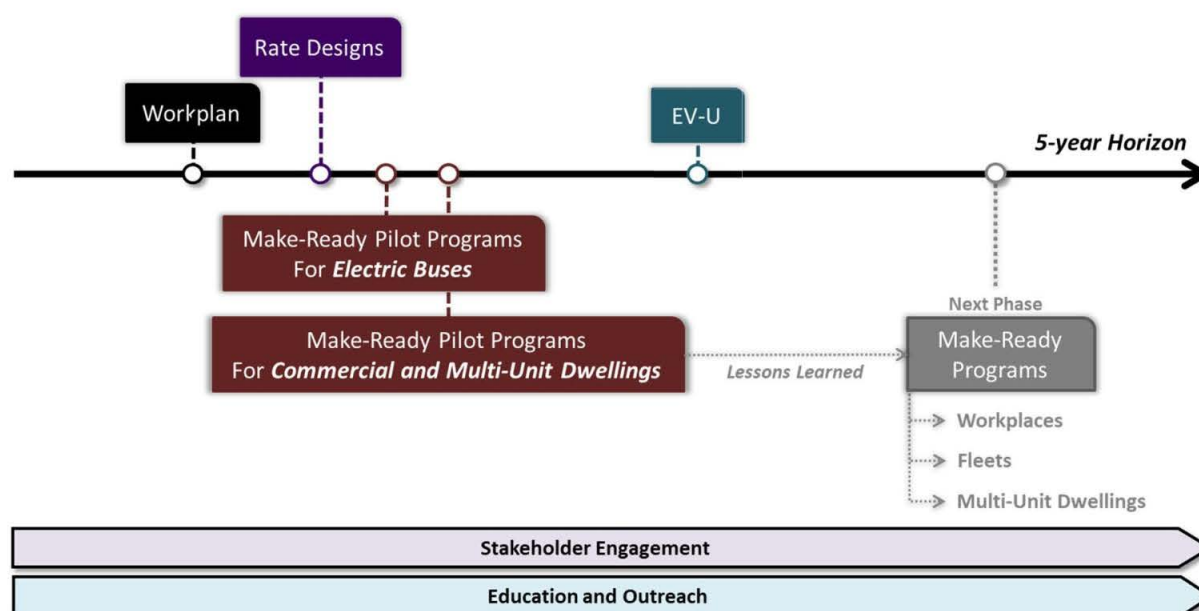 Rate Designs
Workplan
EV-U
5-year Horizon
Make-Ready Pilot Programs
For Electric Buses
Make-Ready Pilot Programs
For Commercial and Multi-Unit Dwellings
Lessons Learned
Next Phase
Make-Ready
Programs
Workplaces
Fleets
Multi-Unit Dwellings
Stakeholder Engagement
Education and Outreach